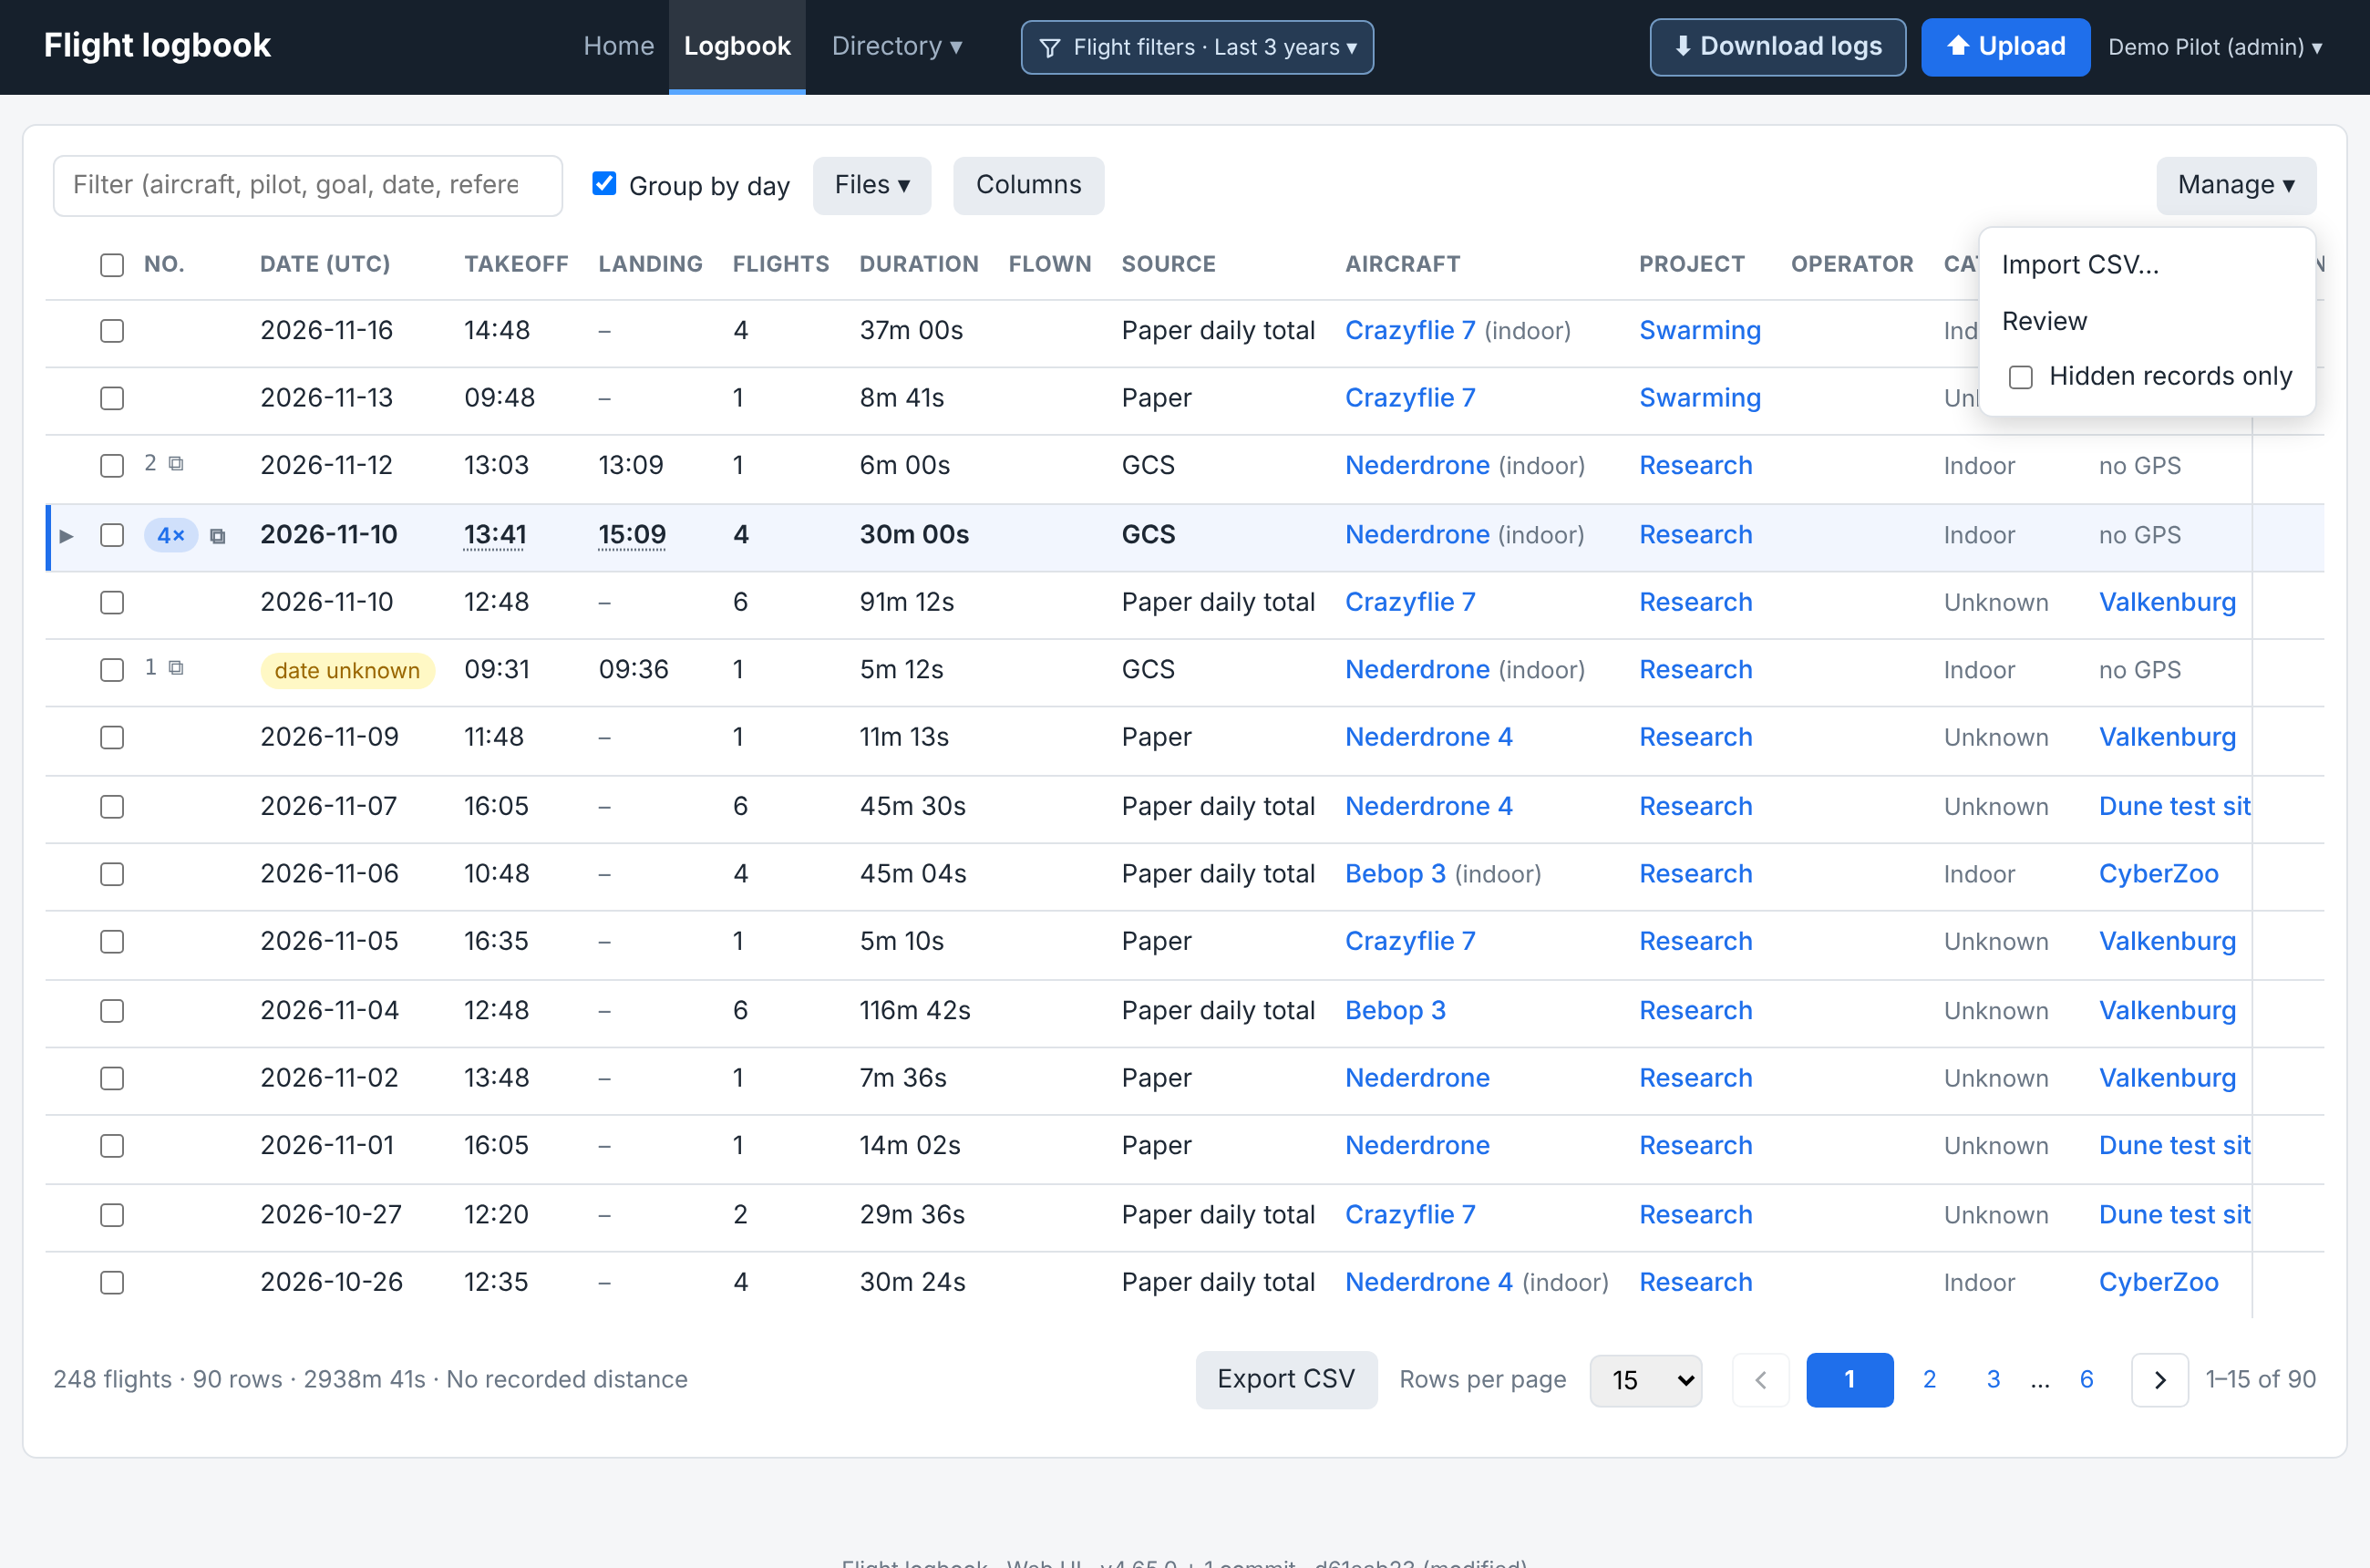 Flight logbook Home Logbook Directory ▾ Flight filters · Last 3 years ▾ Download logs Upload Demo Pilot (admin) ▾
Filter (aircraft, pilot, goal, date, refere Group by day Files ▾ Columns Manage ▾
NO. DATE (UTC) TAKEOFF LANDING FLIGHTS DURATION FLOWN SOURCE AIRCRAFT PROJECT OPERATOR
Import CSV...
Review
Hidden records only
2026-11-16 14:48 – 4 37m 00s Paper daily total Crazyflie 7 (indoor) Swarming
2026-11-13 09:48 – 1 8m 41s Paper Crazyflie 7 Swarming
2 2026-11-12 13:03 13:09 1 6m 00s GCS Nederdrone (indoor) Research Indoor no GPS
▶ 4× 2026-11-10 13:41 15:09 4 30m 00s GCS Nederdrone (indoor) Research Indoor no GPS
2026-11-10 12:48 – 6 91m 12s Paper daily total Crazyflie 7 Research Unknown Valkenburg
1 date unknown 09:31 09:36 1 5m 12s GCS Nederdrone (indoor) Research Indoor no GPS
2026-11-09 11:48 – 1 11m 13s Paper Nederdrone 4 Research Unknown Valkenburg
2026-11-07 16:05 – 6 45m 30s Paper daily total Nederdrone 4 Research Unknown Dune test sit
2026-11-06 10:48 – 4 45m 04s Paper daily total Bebop 3 (indoor) Research Indoor CyberZoo
2026-11-05 16:35 – 1 5m 10s Paper Crazyflie 7 Research Unknown Valkenburg
2026-11-04 12:48 – 6 116m 42s Paper daily total Bebop 3 Research Unknown Valkenburg
2026-11-02 13:48 – 1 7m 36s Paper Nederdrone Research Unknown Valkenburg
2026-11-01 16:05 – 1 14m 02s Paper Nederdrone Research Unknown Dune test sit
2026-10-27 12:20 – 2 29m 36s Paper daily total Crazyflie 7 Research Unknown Dune test sit
2026-10-26 12:35 – 4 30m 24s Paper daily total Nederdrone 4 (indoor) Research Indoor CyberZoo
248 flights · 90 rows · 2938m 41s · No recorded distance Export CSV Rows per page 15 1 2 3 ... 6 1–15 of 90